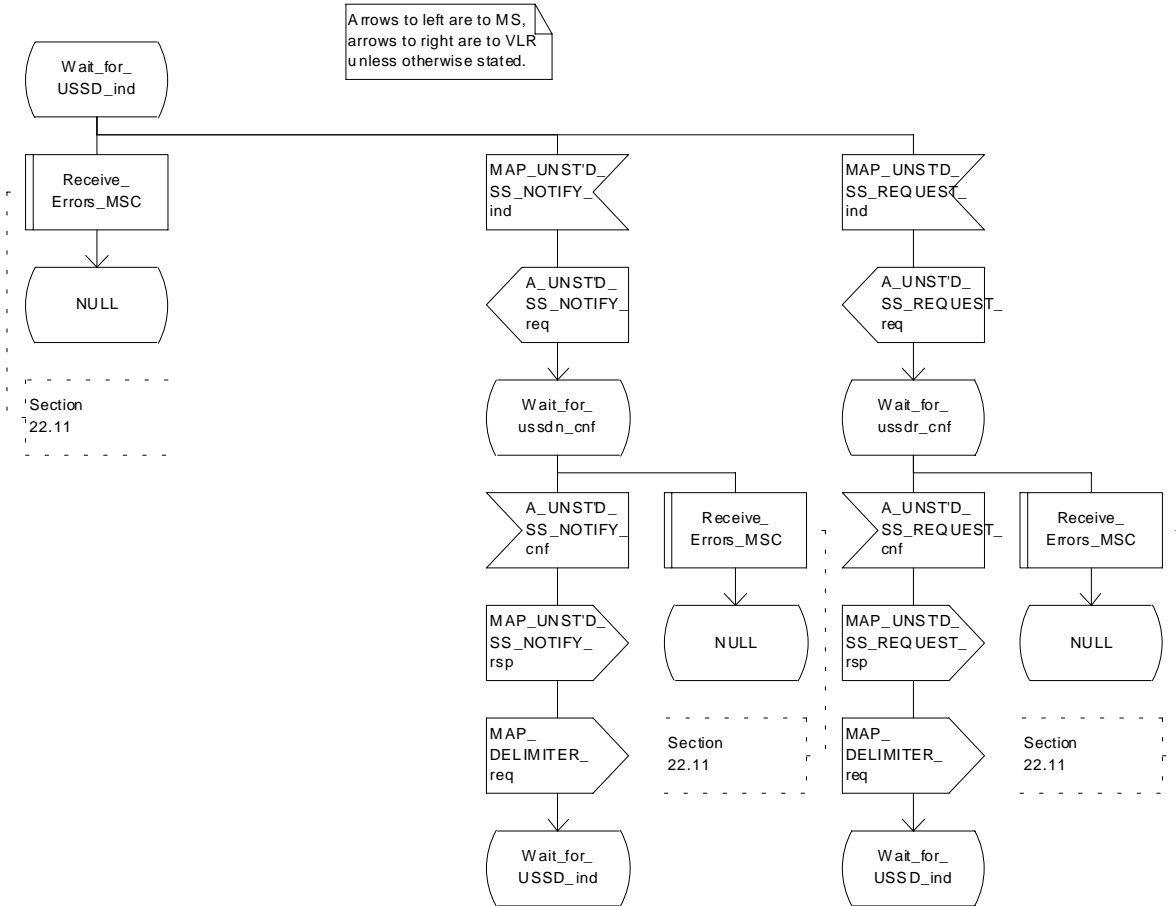 Arrows to left are to MS,
arrows to right are to VLR
unless otherwise stated.
Wait_for_
USSD_ind
Receive_
Errors_MSC
NULL
Section
22.11
MAP_UNST'D_
SS_NOTIFY_
ind
A_UNST'D_
SS_NOTIFY_
req
Wait_for_
ussdn_cnf
A_UNST'D_
SS_NOTIFY_
cnf
MAP_UNST'D_
SS_NOTIFY_
rsp
MAP_
DELIMITER_
req
Wait_for_
USSD_ind
Receive_
Errors_MSC
NULL
Section
22.11
MAP_UNST'D_
SS_REQUEST_
ind
A_UNST'D_
SS_REQUEST_
req
Wait_for_
ussdr_cnf
A_UNST'D_
SS_REQUEST_
cnf
MAP_UNST'D_
SS_REQUEST_
rsp
MAP_
DELIMITER_
req
Wait_for_
USSD_ind
Receive_
Errors_MSC
NULL
Section
22.11